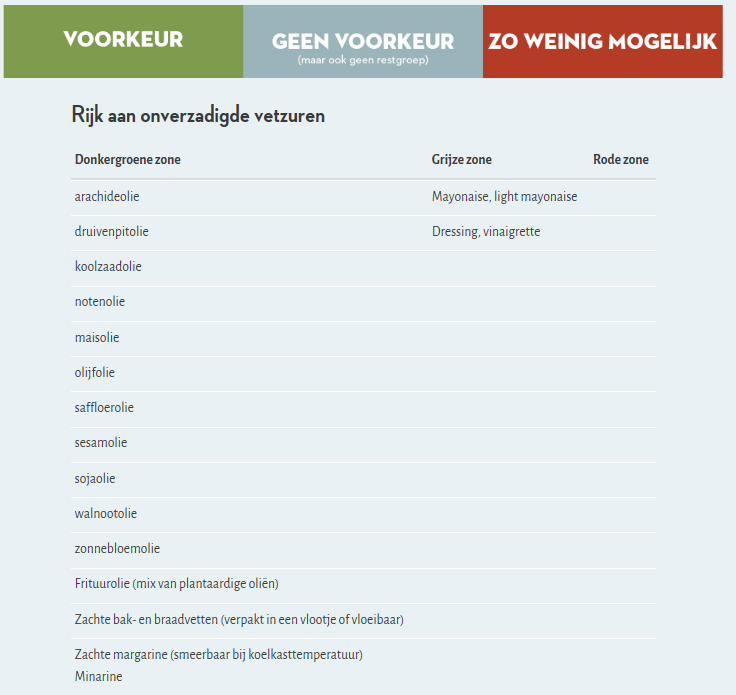 VOORKEUR
GEEN VOORKEUR
(maar ook geen restgroep)
ZO WEINIG MOGELIJK
Rijk aan onverzadigde vetzuren
Donkergroene zone Grijze zone Rode zone
arachideolie Mayonaise, light mayonaise
druivenpitolie Dressing, vinaigrette
koolzaadolie
notenolie
maisolie
olijfolie
saffloerolie
sesamolie
sojaolie
walnootolie
zonnebloemolie
Frituurolie (mix van plantaardige oliën)
Zachte bak- en braadvetten (verpakt in een vlootje of vloeibaar)
Zachte margarine (smeerbaar bij koelkasttemperatuur)
Minarine